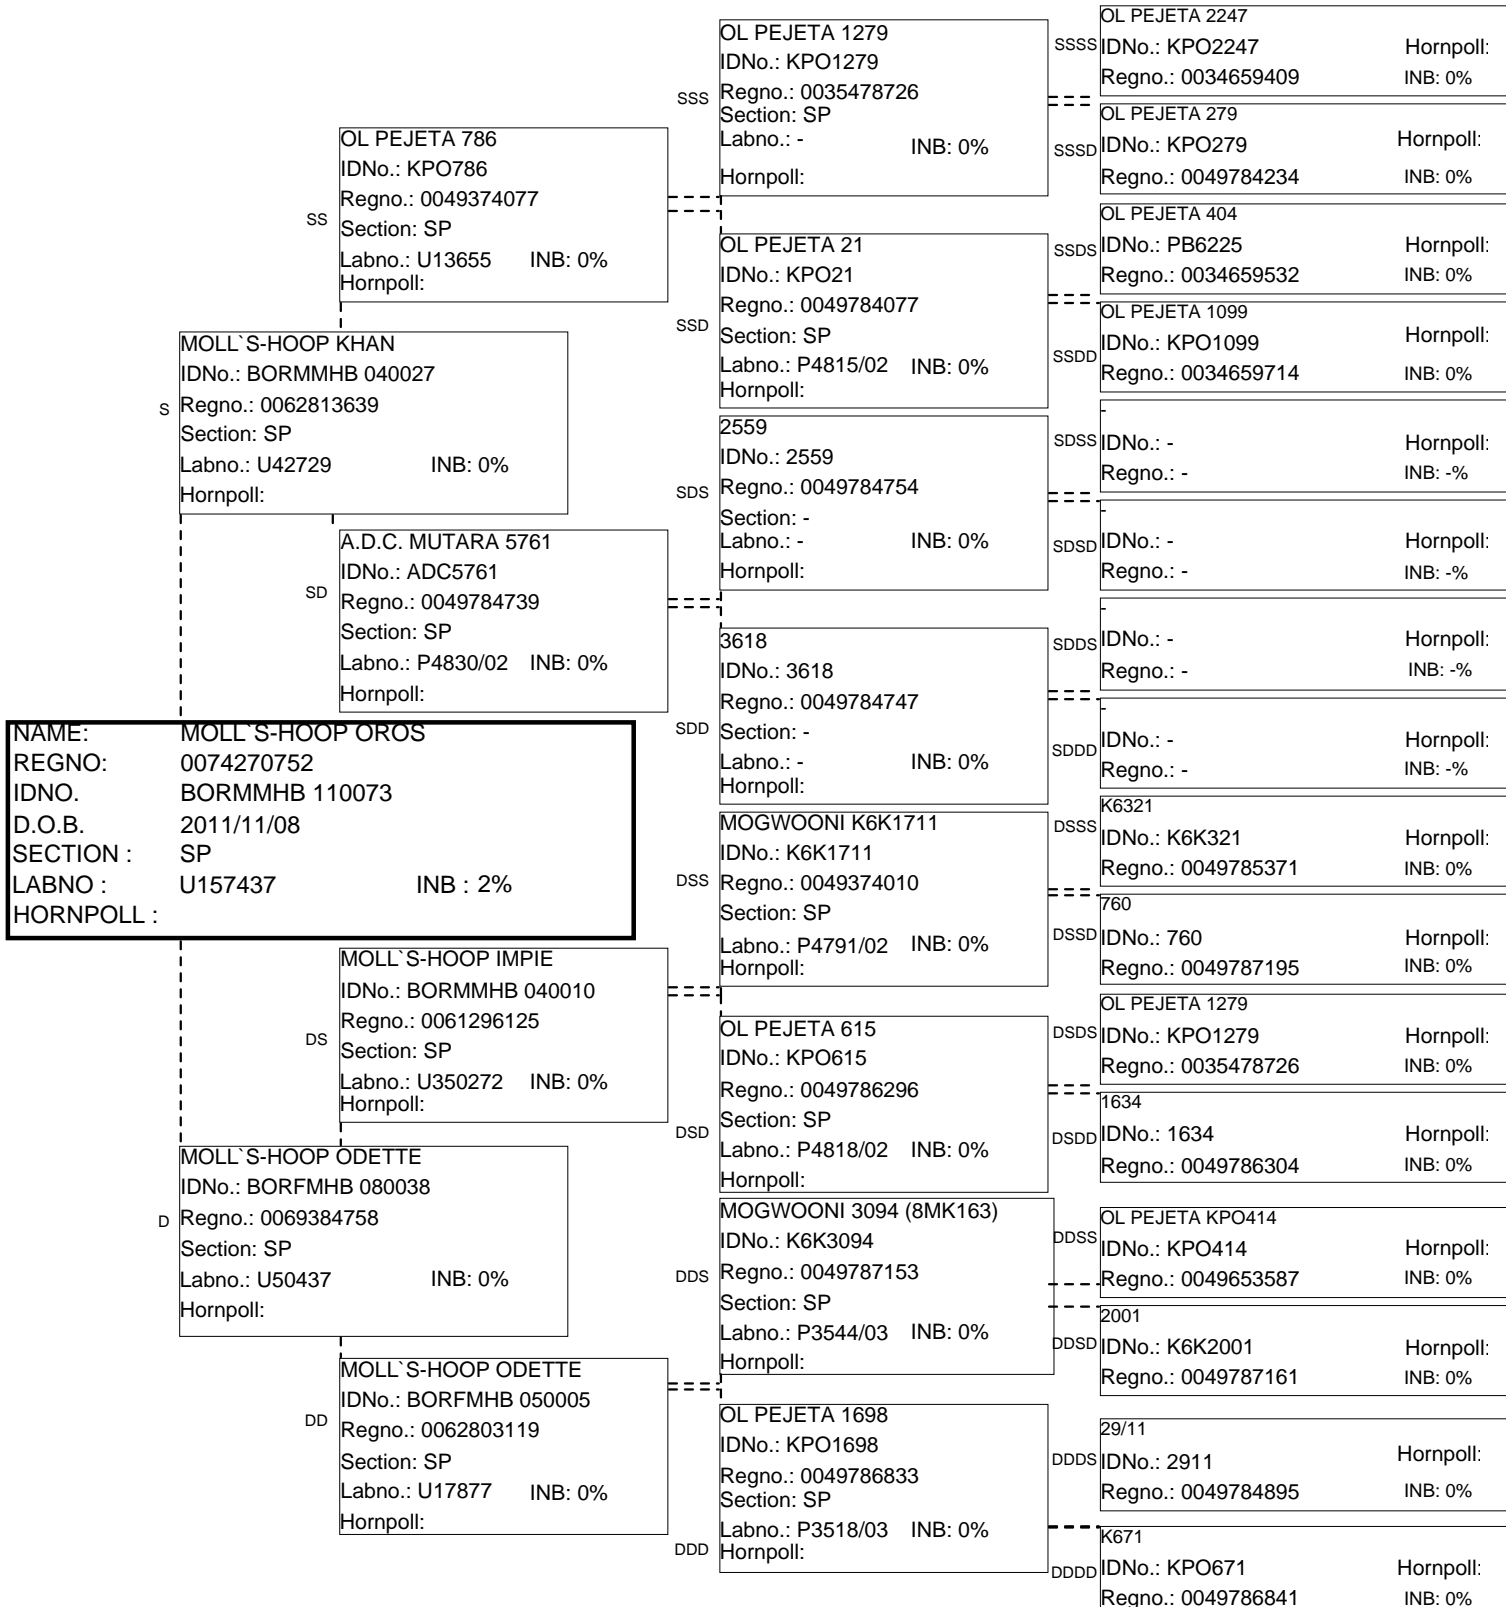 OL PEJETA 2247
SSSS IDNo.: KPO2247 Hornpoll:
Regno.: 0034659409 INB: 0%
OL PEJETA 279
SSSD IDNo.: KPO279 Hornpoll:
Regno.: 0049784234 INB: 0%
OL PEJETA 404
SSDS IDNo.: PB6225 Hornpoll:
Regno.: 0034659532 INB: 0%
OL PEJETA 1099
SSDD IDNo.: KPO1099 Hornpoll:
Regno.: 0034659714 INB: 0%
-
SDSS IDNo.: - Hornpoll:
Regno.: - INB: -%
-
SDSD IDNo.: - Hornpoll:
Regno.: - INB: -%
-
SDDS IDNo.: - Hornpoll:
Regno.: - INB: -%
-
SDDD IDNo.: - Hornpoll:
Regno.: - INB: -%
K6321
DSSS IDNo.: K6K321 Hornpoll:
Regno.: 0049785371 INB: 0%
760
DSSD IDNo.: 760 Hornpoll:
Regno.: 0049787195 INB: 0%
OL PEJETA 1279
DSDS IDNo.: KPO1279 Hornpoll:
Regno.: 0035478726 INB: 0%
1634
DSDD IDNo.: 1634 Hornpoll:
Regno.: 0049786304 INB: 0%
OL PEJETA KPO414
DDSS IDNo.: KPO414 Hornpoll:
Regno.: 0049653587 INB: 0%
2001
DDSD IDNo.: K6K2001 Hornpoll:
Regno.: 0049787161 INB: 0%
29/11
DDDS IDNo.: 2911 Hornpoll:
Regno.: 0049784895 INB: 0%
K671
DDDD IDNo.: KPO671 Hornpoll:
Regno.: 0049786841 INB: 0%
OL PEJETA 1279
IDNo.: KPO1279
SSS Regno.: 0035478726
Section: SP
Labno.: - INB: 0%
Hornpoll:
OL PEJETA 21
IDNo.: KPO21
Regno.: 0049784077
SSD Section: SP
Labno.: P4815/02 INB: 0%
Hornpoll:
2559
IDNo.: 2559
SDS Regno.: 0049784754
Section: -
Labno.: - INB: 0%
Hornpoll:
3618
IDNo.: 3618
Regno.: 0049784747
SDD Section: -
Labno.: - INB: 0%
Hornpoll:
MOGWOONI K6K1711
IDNo.: K6K1711
DSS Regno.: 0049374010
Section: SP
Labno.: P4791/02 INB: 0%
Hornpoll:
OL PEJETA 615
IDNo.: KPO615
Regno.: 0049786296
DSD Section: SP
Labno.: P4818/02 INB: 0%
Hornpoll:
MOGWOONI 3094 (8MK163)
IDNo.: K6K3094
DDS Regno.: 0049787153
Section: SP
Labno.: P3544/03 INB: 0%
Hornpoll:
OL PEJETA 1698
IDNo.: KPO1698
Regno.: 0049786833
Section: SP
Labno.: P3518/03 INB: 0%
DDD Hornpoll:
OL PEJETA 786
IDNo.: KPO786
Regno.: 0049374077
SS Section: SP
Labno.: U13655 INB: 0%
Hornpoll:
A.D.C. MUTARA 5761
IDNo.: ADC5761
SD Regno.: 0049784739
Section: SP
Labno.: P4830/02 INB: 0%
Hornpoll:
MOLL`S-HOOP IMPIE
IDNo.: BORMMHB 040010
Regno.: 0061296125
DS Section: SP
Labno.: U350272 INB: 0%
Hornpoll:
MOLL`S-HOOP ODETTE
IDNo.: BORFMHB 050005
DD Regno.: 0062803119
Section: SP
Labno.: U17877 INB: 0%
Hornpoll:
MOLL`S-HOOP KHAN
IDNo.: BORMMHB 040027
S Regno.: 0062813639
Section: SP
Labno.: U42729 INB: 0%
Hornpoll:
MOLL`S-HOOP ODETTE
IDNo.: BORFMHB 080038
D Regno.: 0069384758
Section: SP
Labno.: U50437 INB: 0%
Hornpoll:
NAME: MOLL`S-HOOP OROS
REGNO: 0074270752
IDNO. BORMMHB 110073
D.O.B. 2011/11/08
SECTION : SP
LABNO : U157437 INB : 2%
HORNPOLL :